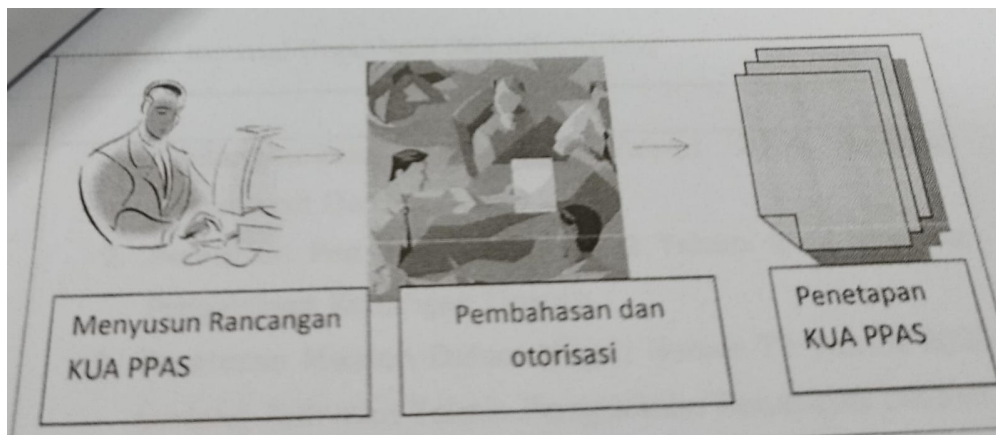 Menyusun Rancangan
KUA PPAS
Pembahasan dan
otorisasi
Penetapan
KUA PPAS